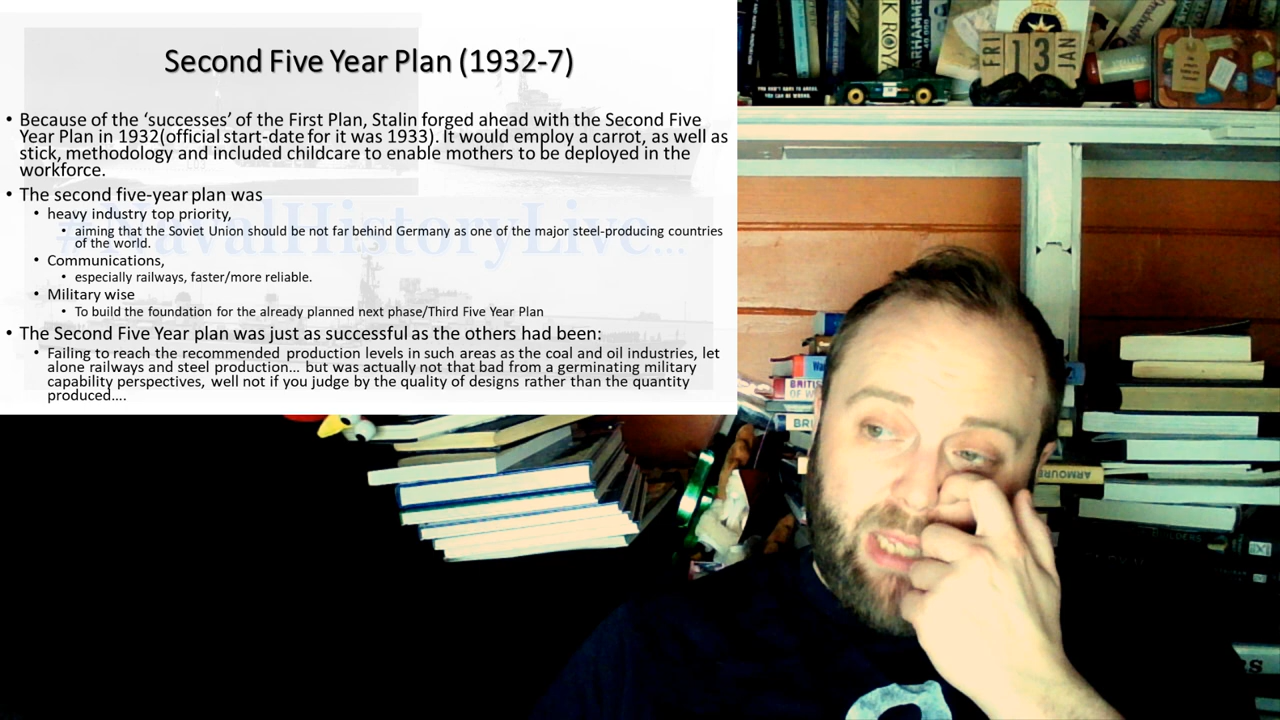 Second Five Year Plan (1932-7)
• Because of the ‘successes’ of the First Plan, Stalin forged ahead with the Second Five
Year Plan in 1932(official start-date for it was 1933). It would employ a carrot, as well as
stick, methodology and included childcare to enable mothers to be deployed in the
workforce.
• The second five-year plan was
• heavy industry top priority,
• aiming that the Soviet Union should be not far behind Germany as one of the major steel-producing countries
of the world.
• Communications,
• especially railways, faster/more reliable.
• Military wise
• To build the foundation for the already planned next phase/Third Five Year Plan
• The Second Five Year plan was just as successful as the others had been:
• Failing to reach the recommended production levels in such areas as the coal and oil industries, let
alone railways and steel production... but was actually not that bad from a germinating military
capability perspectives, well not if you judge by the quality of designs rather than the quantity
produced....
#NavalHistoryLive...
FRI 13 JAN
ARMOURE
BRITISH
BRI